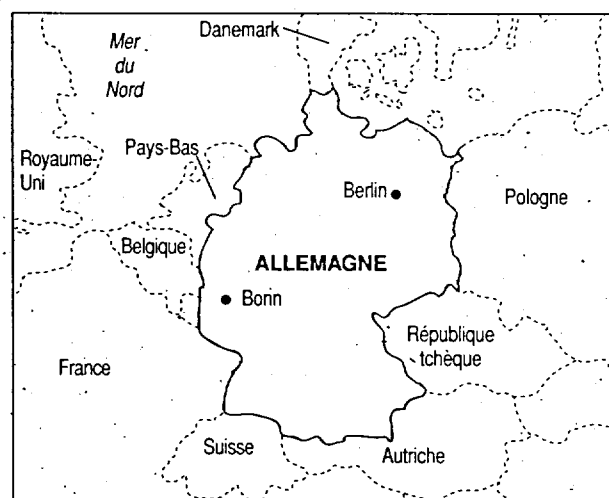 Danemark
Mer
du
Nord
Pays-Bas
Royaume-
Uni
Berlin
Pologne
Belgique
ALLEMAGNE
Bonn
République
tchèque
France
Suisse
Autriche